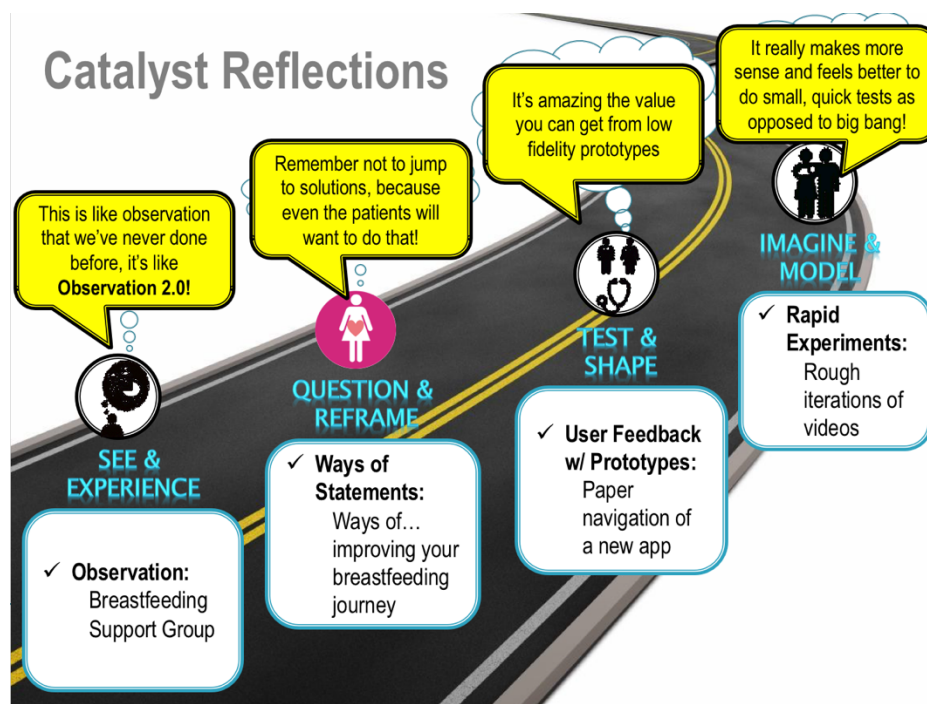 Catalyst Reflections
This is like observation
that we've never done
before, it's like
Observation 2.0!
SEE &
EXPERIENCE
✓ Observation:
Breastfeeding
Support Group
Remember not to jump
to solutions, because
even the patients will
want to do that!
QUESTION &
REFRAME
✓ Ways of
Statements:
Ways of…
improving your
breastfeeding
journey
It's amazing the value
you can get from low
fidelity prototypes
TEST &
SHAPE
✓ User Feedback
w/ Prototypes:
Paper
navigation of
a new app
It really makes more
sense and feels better to
do small, quick tests as
opposed to big bang!
IMAGINE &
MODEL
✓ Rapid
Experiments:
Rough
iterations of
videos